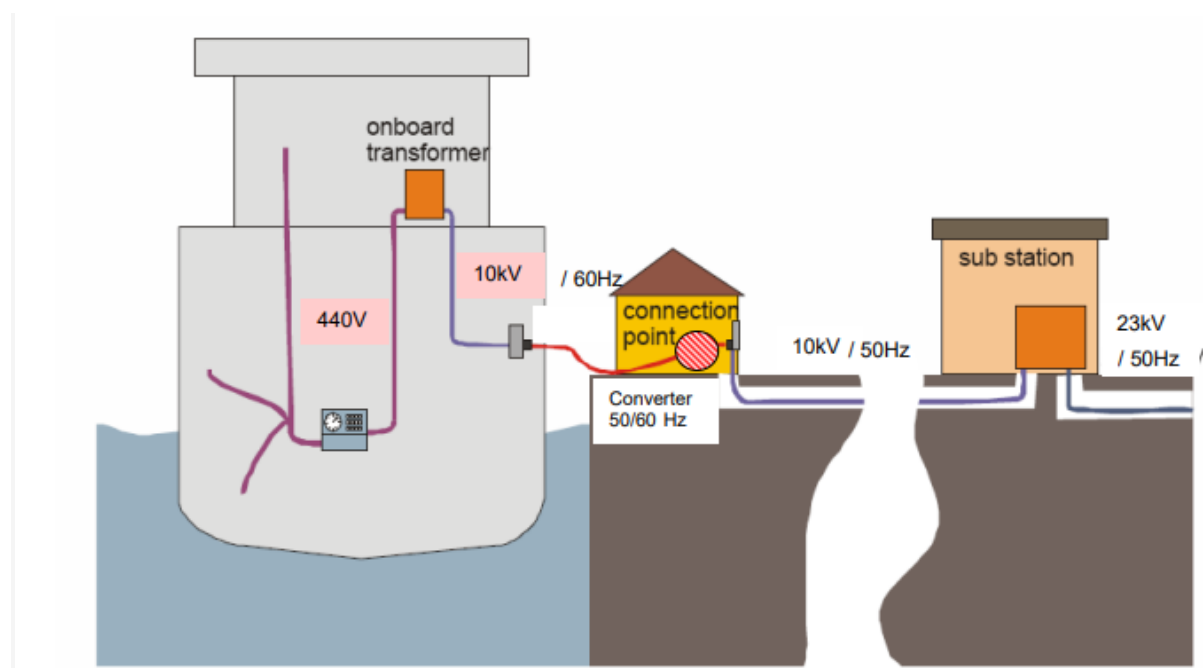 onboard
transformer
10kV / 60Hz
440V
sub station
connection
point
10kV / 50Hz
23kV
/ 50Hz /
Converter
50/60 Hz